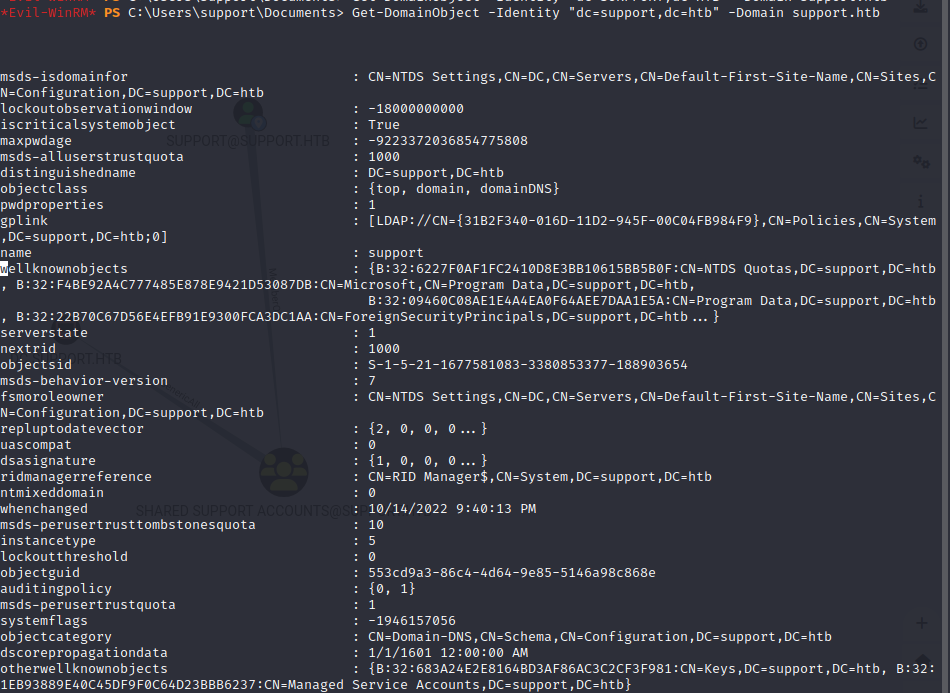 *Evil-WinRM* PS C:\Users\support\Documents> Get-DomainObject -Identity "dc=support,dc=htb" -Domain support.htb
msds-isdomainfor : CN=NTDS Settings,CN=DC,CN=Servers,CN=Default-First-Site-Name,CN=Sites,C
N=Configuration,DC=support,DC=htb
lockoutobservationwindow : -18000000000
iscriticalsystemobject : True
maxpwdage : -9223372036854775808
SUPPORT@SUPPORT.HTB
msds-alluserstrustquota : 1000
distinguishedname : DC=support,DC=htb
objectclass : {top, domain, domainDNS}
pwdproperties : 1
gplink : [LDAP://CN={31B2F340-016D-11D2-945F-00C04FB984F9},CN=Policies,CN=System
,DC=support,DC=htb;0]
name : support
wellknownobjects : {B:32:6227F0AF1FC2410D8E3BB10615BB5B0F:CN=NTDS Quotas,DC=support,DC=htb
, B:32:F4BE92A4C777485E878E9421D53087DB:CN=Microsoft,CN=Program Data,DC=support,DC=htb,
B:32:09460C08AE1E4A4EA0F64AEE7DAA1E5A:CN=Program Data,DC=support,DC=htb
, B:32:22B70C67D56E4EFB91E9300FCA3DC1AA:CN=ForeignSecurityPrincipals,DC=support,DC=htb...}
serverstate : 1
nextrid : 1000
objectsid : S-1-5-21-1677581083-3380853377-188903654
msds-behavior-version : 7
fsmoroleowner : CN=NTDS Settings,CN=DC,CN=Servers,CN=Default-First-Site-Name,CN=Sites,C
N=Configuration,DC=support,DC=htb
repluptodatevector : {2, 0, 0, 0...}
uascompat : 0
dsasignature : {1, 0, 0, 0...}
ridmanagerreference : CN=RID Manager$,CN=System,DC=support,DC=htb
ntmixeddomain : 0
whenchanged : 10/14/2022 9:40:13 PM
SHARED SUPPORT ACCOUNTS@
msds-perusertrusttombstonesquota : 10
instancetype : 5
lockoutthreshold : 0
objectguid : 553cd9a3-86c4-4d64-9e85-5146a98c868e
auditingpolicy : {0, 1}
msds-perusertrustquota : 1
systemflags : -1946157056
objectcategory : CN=Domain-DNS,CN=Schema,CN=Configuration,DC=support,DC=htb
dscorepropagationdata : 1/1/1601 12:00:00 AM
otherwellknownobjects : {B:32:683A24E2E8164BD3AF86AC3C2CF3F981:CN=Keys,DC=support,DC=htb, B:32:
1EB93889E40C45DF9F0C64D23BBB6237:CN=Managed Service Accounts,DC=support,DC=htb}